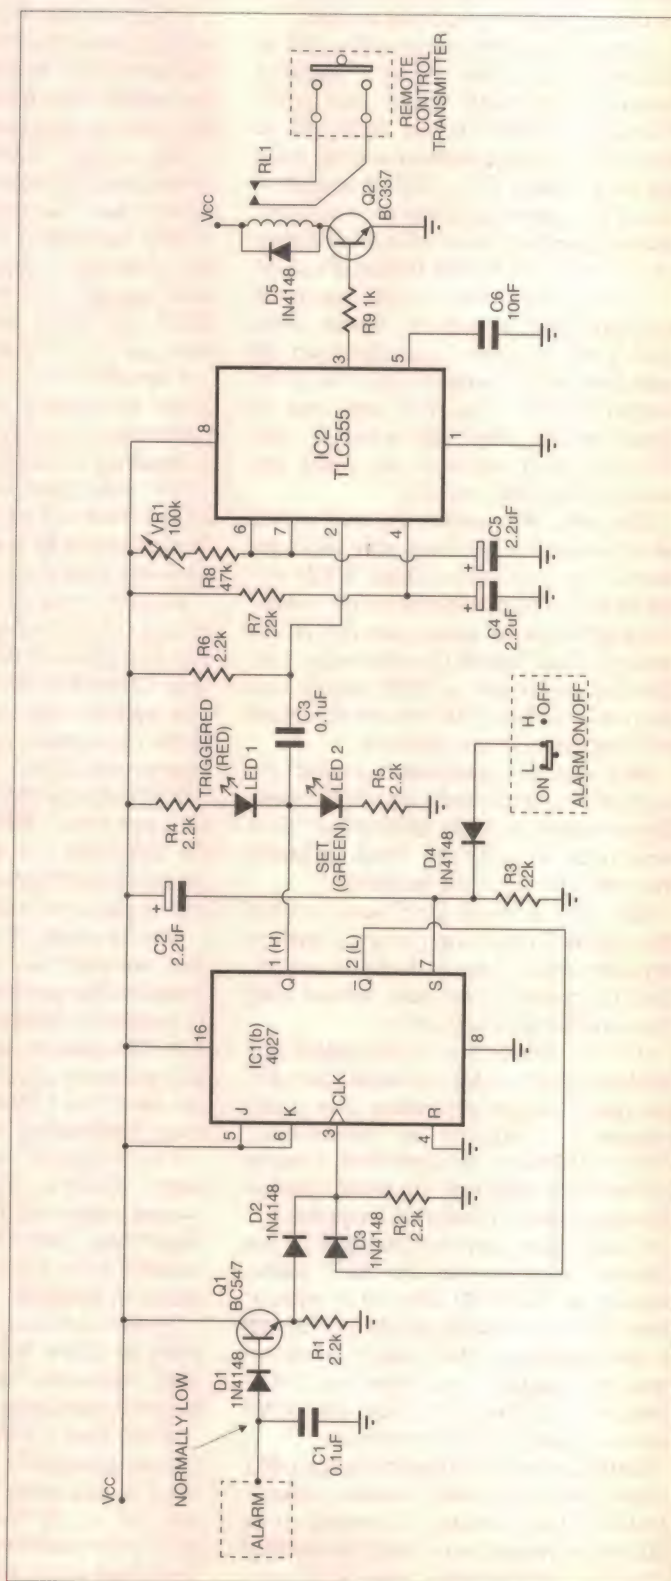 Vcc
NORMALLY LOW
ALARM
C1
0.1uF
D1
1N4148
Q1
BC547
R1
2.2k
D2
1N4148
D3
1N4148
R2
2.2k
16
5
J
6
K
3
CLK
4
R
IC1(b)
4027
8
1 (H)
Q
2 (L)
Q̅
7
S
C2
2.2uF
+
R4
2.2k
TRIGGERED
(RED)
LED 1
SET
(GREEN)
LED 2
R5
2.2k
D4
IN4148
R3
22k
ON
L
H
OFF
ALARM ON/OFF
C3
0.1uF
R6
2.2k
R7
22k
VR1
100k
R8
47k
6
7
2
4
+
C4
2.2uF
+
C5
2.2uF
8
IC2
TLC555
1
3
5
C6
10nF
R9 1k
Vcc
D5
IN4148
RL1
Q2
BC337
REMOTE
CONTROL
TRANSMITTER